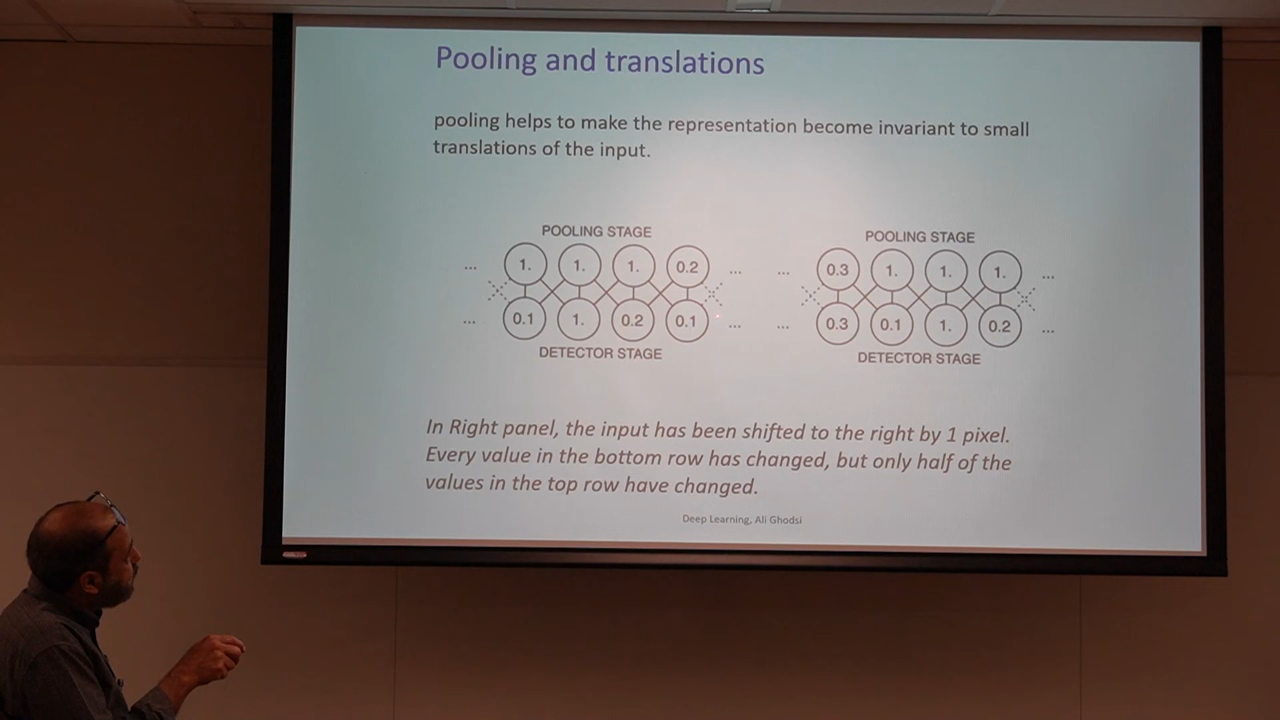 Pooling and translations
pooling helps to make the representation become invariant to small
translations of the input.
POOLING STAGE
... 1. 1. 1. 0.2 ...
... 0.1 1. 0.2 0.1 ...
DETECTOR STAGE
POOLING STAGE
... 0.3 1. 1. 1. ...
... 0.3 0.1 1. 0.2 ...
DETECTOR STAGE
In Right panel, the input has been shifted to the right by 1 pixel.
Every value in the bottom row has changed, but only half of the
values in the top row have changed.
Deep Learning, Ali Ghodsi